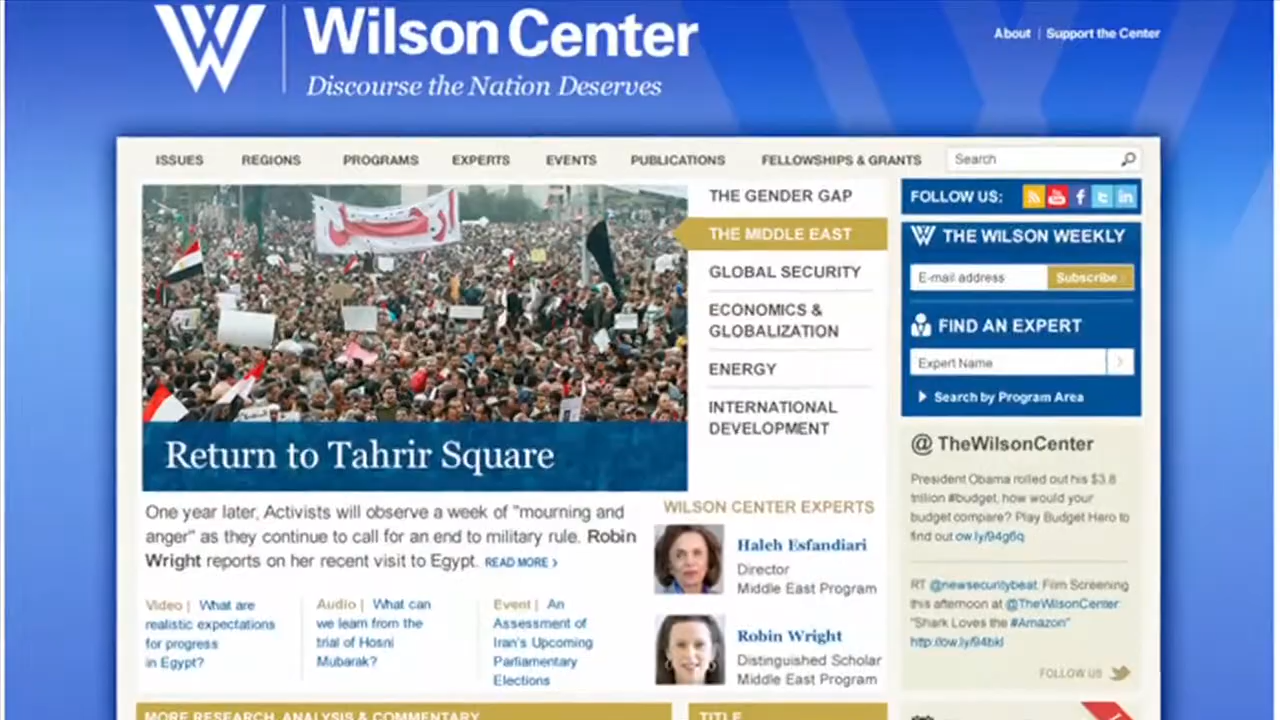 Wilson Center
Discourse the Nation Deserves
About | Support the Center
ISSUES REGIONS PROGRAMS EXPERTS EVENTS PUBLICATIONS FELLOWSHIPS & GRANTS
Search
ارحل
Return to Tahrir Square
One year later, Activists will observe a week of "mourning and
anger" as they continue to call for an end to military rule. Robin
Wright reports on her recent visit to Egypt. READ MORE >
Video | What are
realistic expectations
for progress
in Egypt?
Audio | What can
we learn from the
trial of Hosni
Mubarak?
Event | An
Assessment of
Iran's Upcoming
Parliamentary
Elections
THE GENDER GAP
THE MIDDLE EAST
GLOBAL SECURITY
ECONOMICS &
GLOBALIZATION
ENERGY
INTERNATIONAL
DEVELOPMENT
WILSON CENTER EXPERTS
Haleh Esfandiari
Director
Middle East Program
Robin Wright
Distinguished Scholar
Middle East Program
FOLLOW US:
THE WILSON WEEKLY
E-mail address Subscribe
FIND AN EXPERT
Expert Name
Search by Program Area
@ TheWilsonCenter
President Obama rolled out his $3.8
trillion #budget, how would your
budget compare? Play Budget Hero to
find out ow.ly/94g6q
RT @newsecuritybeat: Film Screening
this afternoon at @TheWilsonCenter:
"Shark Loves the #Amazon"
http://ow.ly/94bkl
FOLLOW US
MORE RESEARCH, ANALYSIS & COMMENTARY
TITLE